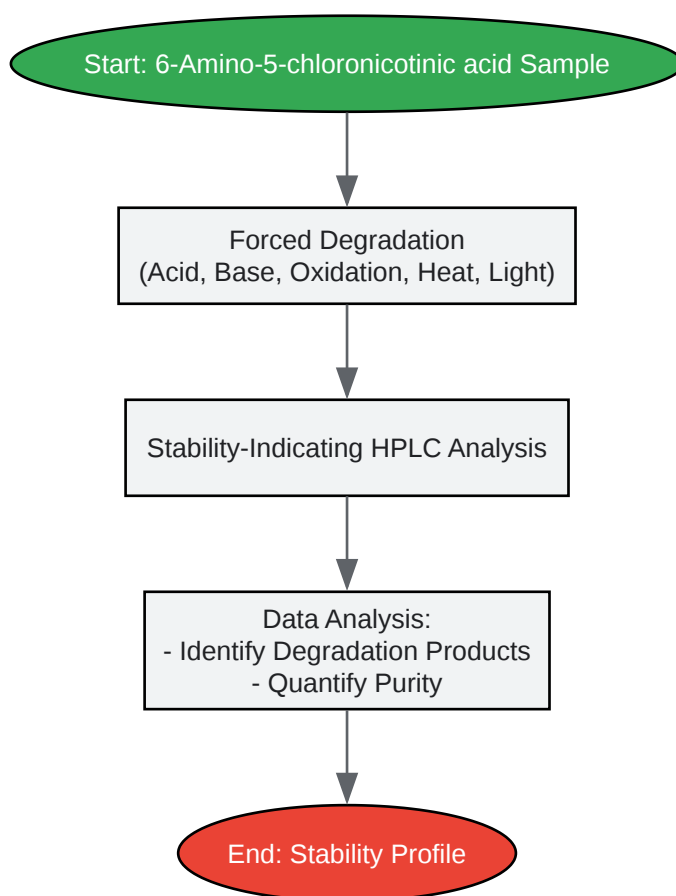 Start: 6-Amino-5-chloronicotinic acid Sample
Forced Degradation
(Acid, Base, Oxidation, Heat, Light)
Stability-Indicating HPLC Analysis
Data Analysis:
- Identify Degradation Products
- Quantify Purity
End: Stability Profile